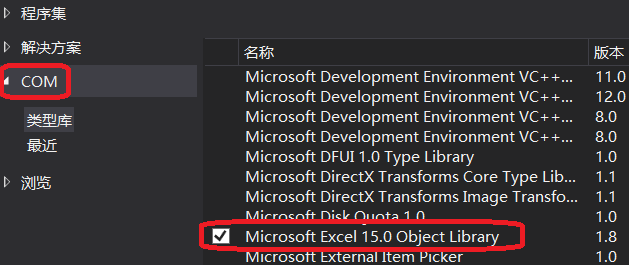 程序集
解决方案
COM
类型库
最近
浏览
名称 版本
Microsoft Development Environment VC++... 11.0
Microsoft Development Environment VC++... 12.0
Microsoft Development Environment VC++... 8.0
Microsoft Development Environment VC++... 8.0
Microsoft DFUI 1.0 Type Library 1.0
Microsoft DirectX Transforms Core Type Lib... 1.1
Microsoft DirectX Transforms Image Transfo... 1.1
Microsoft Disk Quota 1.0 1.0
Microsoft Excel 15.0 Object Library 1.8
Microsoft External Item Picker 1.0